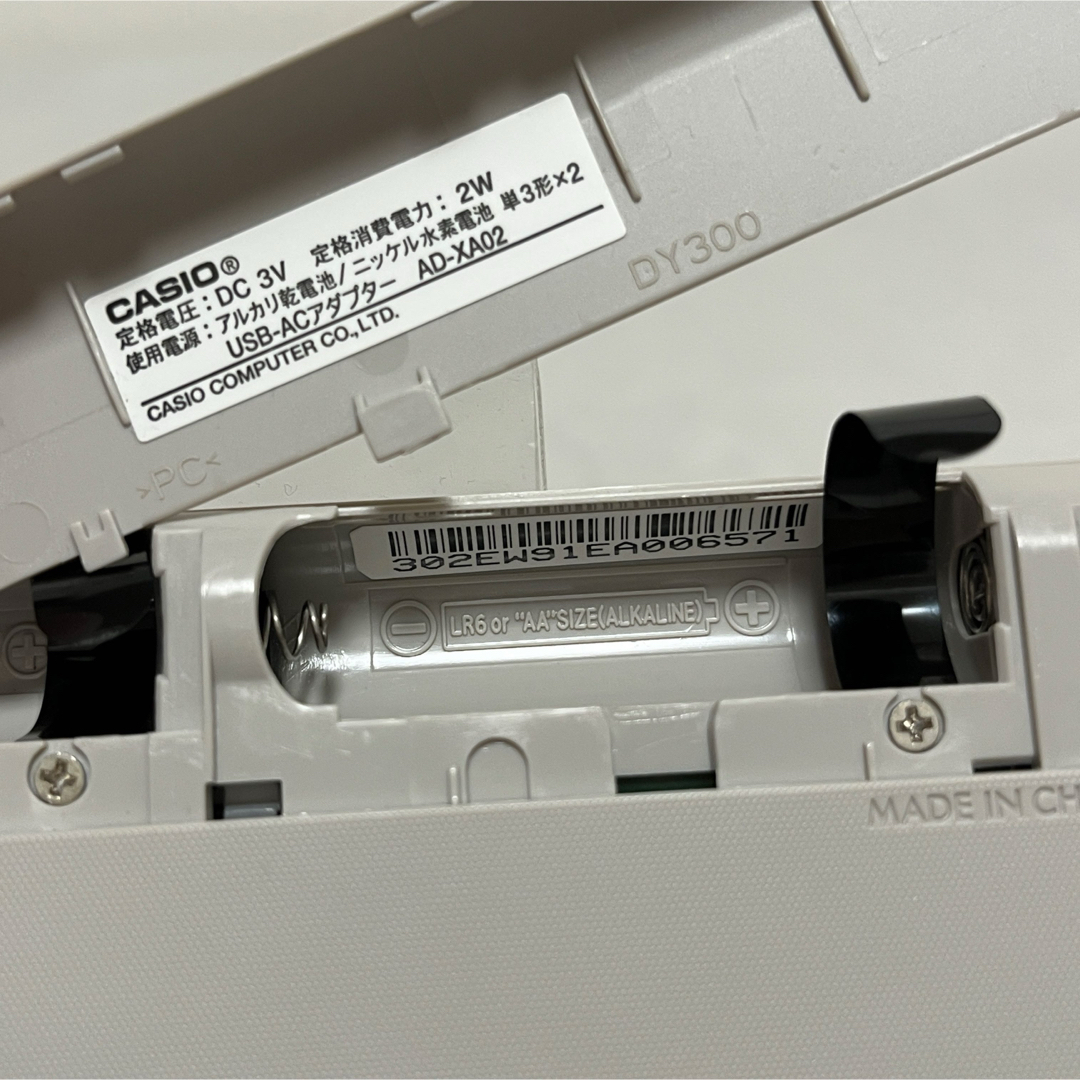 CASIO®
定格電圧：DC 3V 定格消費電力：2W
使用電源：アルカリ乾電池/ニッケル水素電池 単3形×2
USB-ACアダプター AD-XA02
CASIO COMPUTER CO.,LTD.
DY300
>PC<
302EW91EA006571
LR6 or "AA"SIZE(ALKALINE)
MADE IN CH